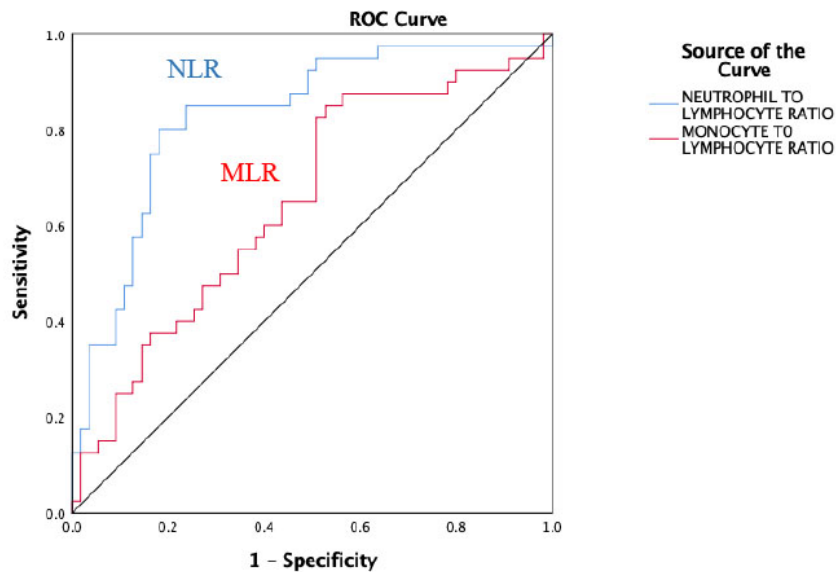 ROC Curve
1.0
0.8
0.6
0.4
0.2
0.0
Sensitivity
NLR
MLR
0.0 0.2 0.4 0.6 0.8 1.0
1 - Specificity
Source of the
Curve
NEUTROPHIL TO
LYMPHOCYTE RATIO
MONOCYTE TO
LYMPHOCYTE RATIO